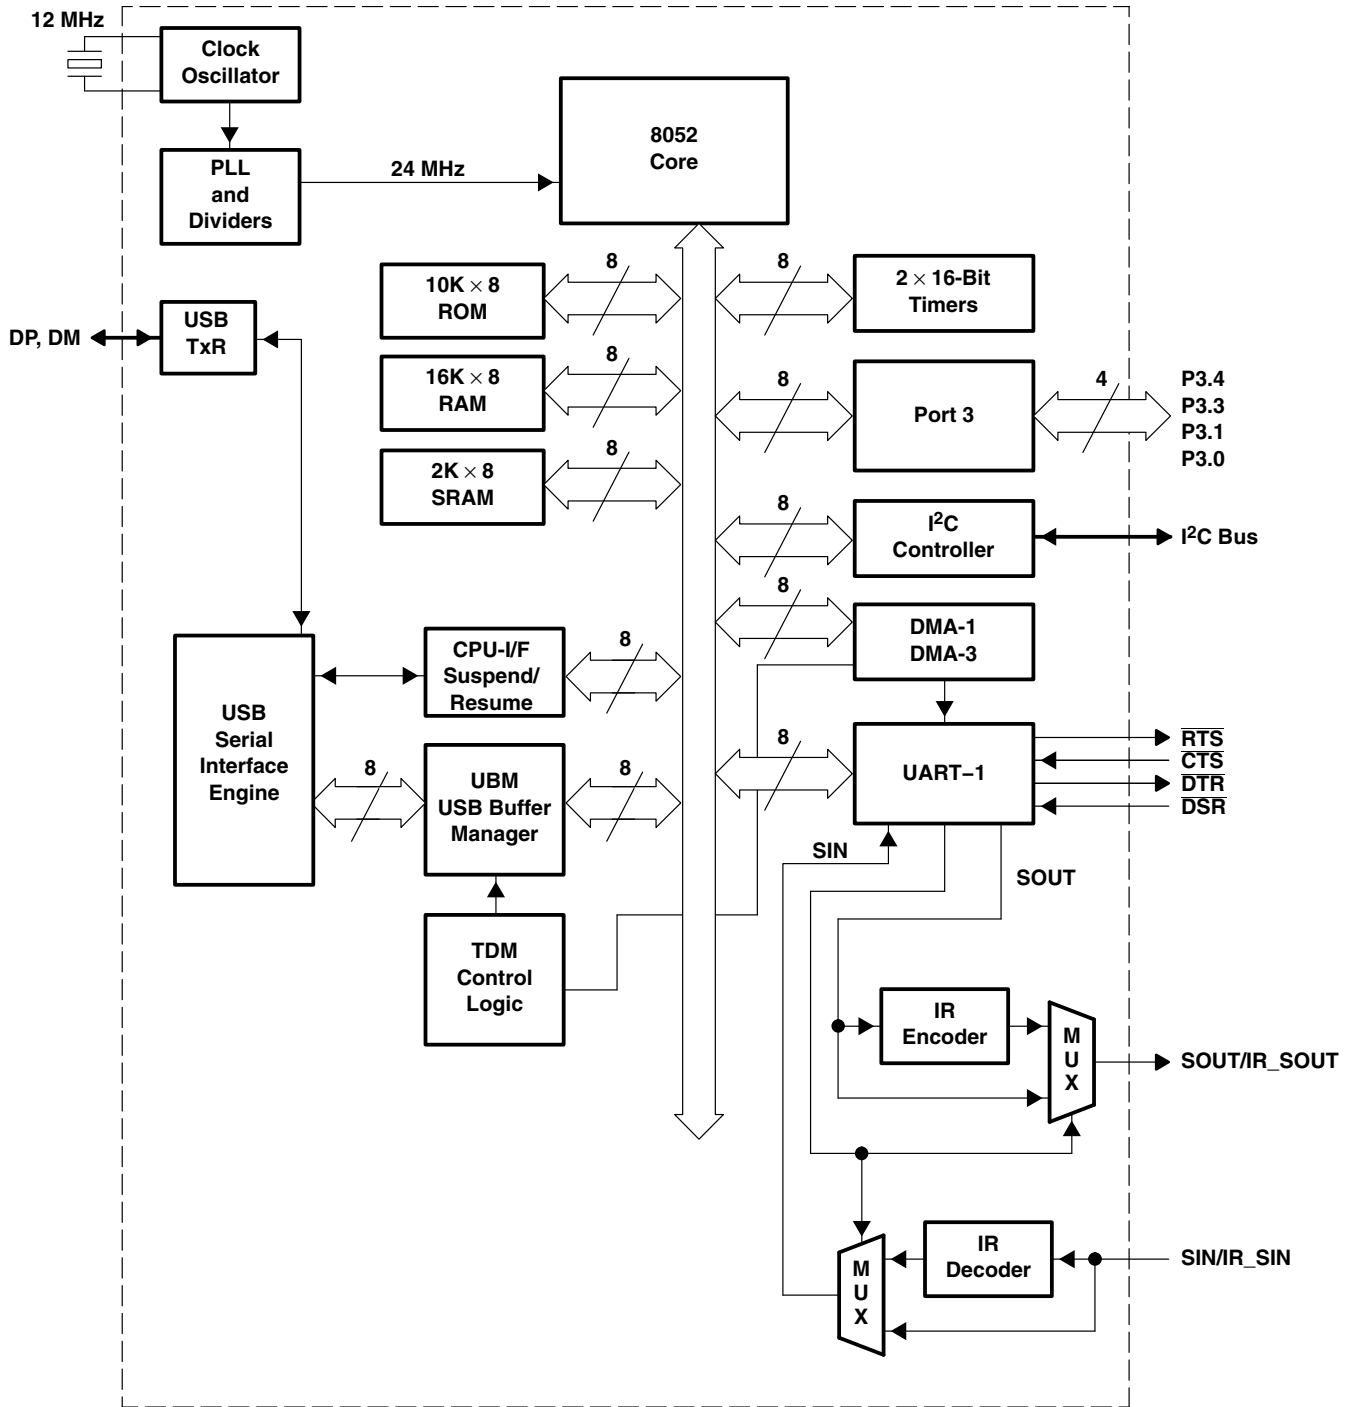 12 MHz
Clock
Oscillator
8052
Core
PLL
and
Dividers
24 MHz
10K × 8
ROM
8
8
2 × 16-Bit
Timers
USB
TxR
DP, DM
16K × 8
RAM
8
8
Port 3
4
P3.4
P3.3
P3.1
P3.0
2K × 8
SRAM
8
8
I²C
Controller
I²C Bus
8
DMA-1
DMA-3
CPU-I/F
Suspend/
Resume
8
USB
Serial
Interface
Engine
8
UBM
USB Buffer
Manager
8
8
UART–1
RTS
CTS
DTR
DSR
SIN
SOUT
TDM
Control
Logic
IR
Encoder
M
U
X
SOUT/IR_SOUT
IR
Decoder
M
U
X
SIN/IR_SIN